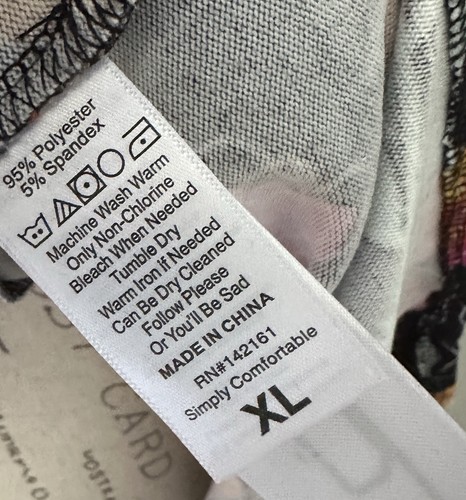 95% Polyester
5% Spandex
Machine Wash Warm
Only Non-Chlorine
Bleach When Needed
Tumble Dry
Warm Iron if Needed
Can Be Dry Cleaned
Follow Please
Or You'll Be Sad
MADE IN CHINA
RN#142161
Simply Comfortable
XL
CARD